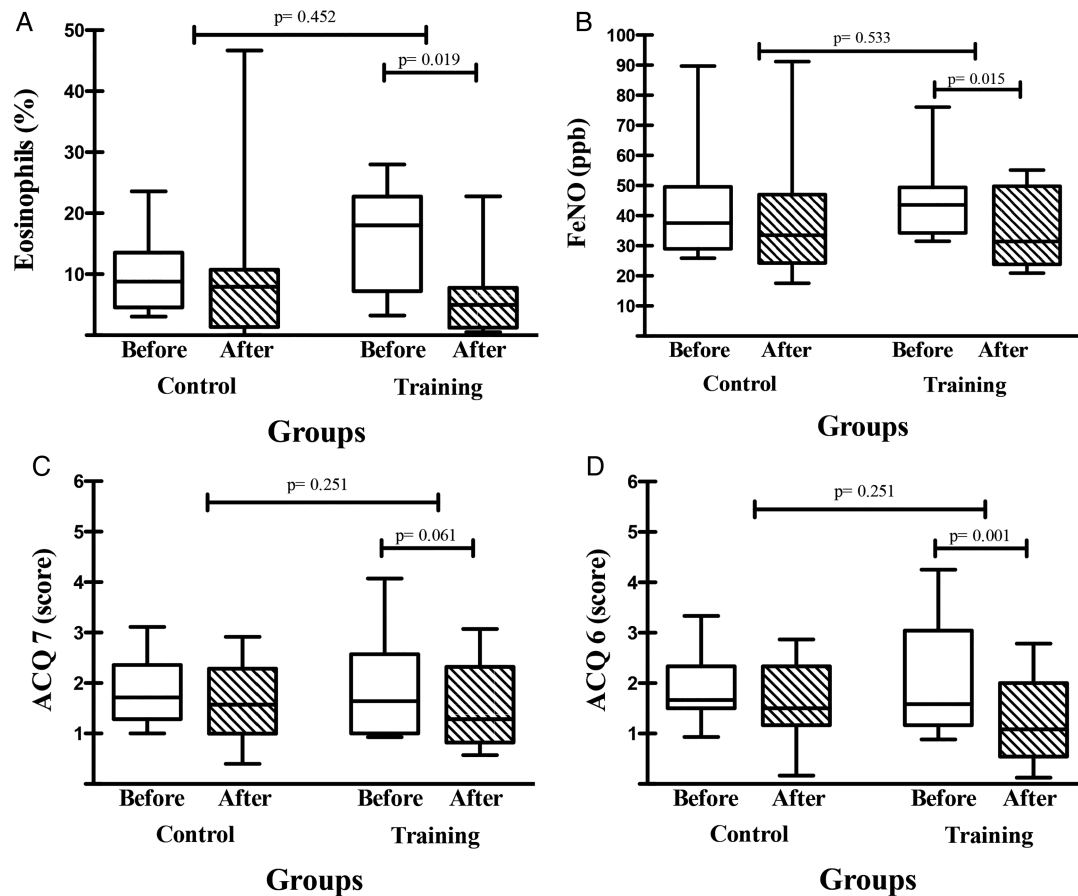 A
p= 0.452
p= 0.019
Eosinophils (%)
50
40
30
20
10
Before After Before After
Control Training
Groups
B
p= 0.533
p= 0.015
FeNO (ppb)
100
90
80
70
60
50
40
30
20
10
Before After Before After
Control Training
Groups
C
p= 0.251
p= 0.061
ACQ 7 (score)
6
5
4
3
2
1
Before After Before After
Control Training
Groups
D
p= 0.251
p= 0.001
ACQ 6 (score)
6
5
4
3
2
1
Before After Before After
Control Training
Groups